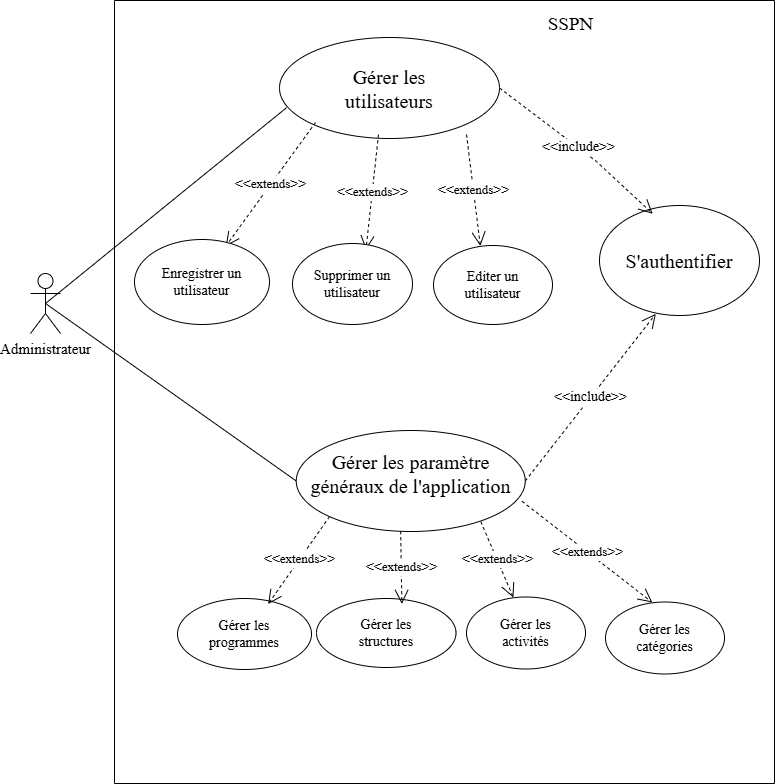 SSPN
Gérer les
utilisateurs
<<include>>
<<extends>>
<<extends>>
<<extends>>
Enregistrer un
utilisateur
Supprimer un
utilisateur
Editer un
utilisateur
S'authentifier
Administrateur
<<include>>
Gérer les paramètre
généraux de l'application
<<extends>>
<<extends>>
<<extends>>
<<extends>>
Gérer les
programmes
Gérer les
structures
Gérer les
activités
Gérer les
catégories